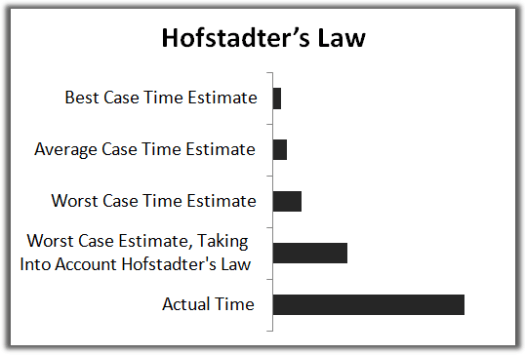 Hofstadter’s Law
Best Case Time Estimate
Average Case Time Estimate
Worst Case Time Estimate
Worst Case Estimate, Taking
Into Account Hofstadter's Law
Actual Time